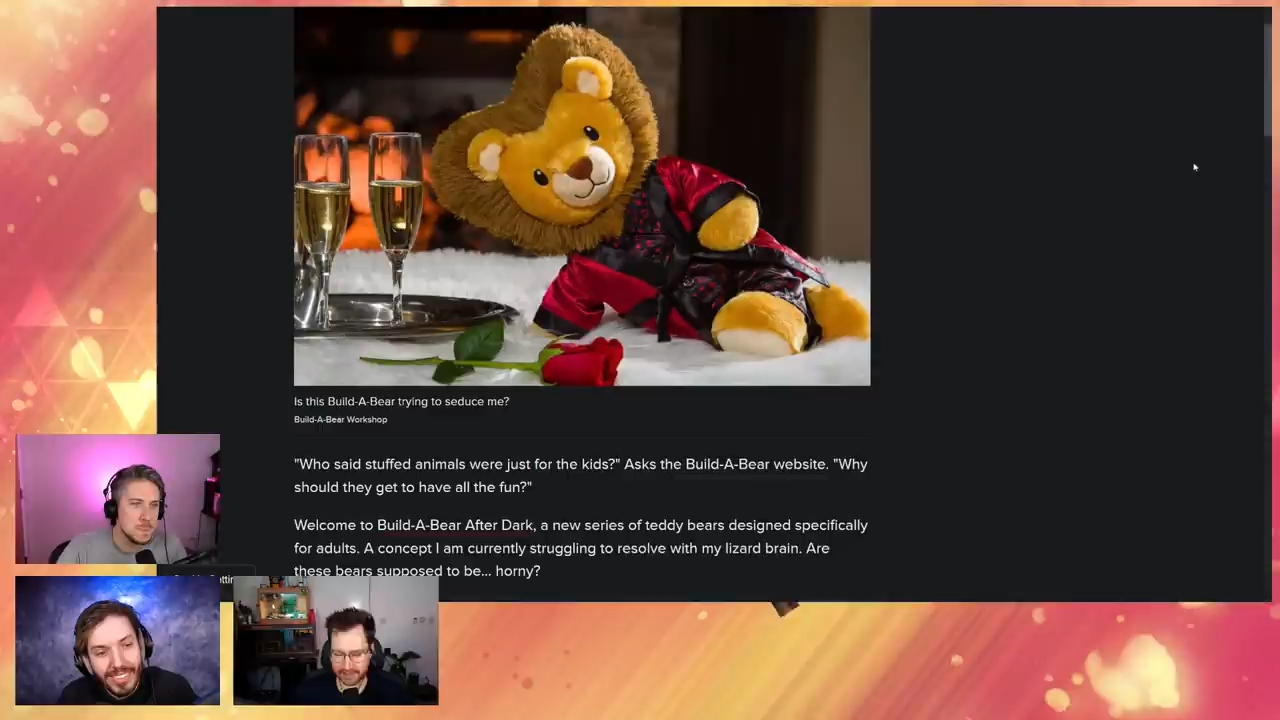 Is this Build-A-Bear trying to seduce me?
Build-A-Bear Workshop
"Who said stuffed animals were just for the kids?" Asks the Build-A-Bear website. "Why
should they get to have all the fun?"
Welcome to Build-A-Bear After Dark, a new series of teddy bears designed specifically
for adults. A concept I am currently struggling to resolve with my lizard brain. Are
these bears supposed to be... horny?